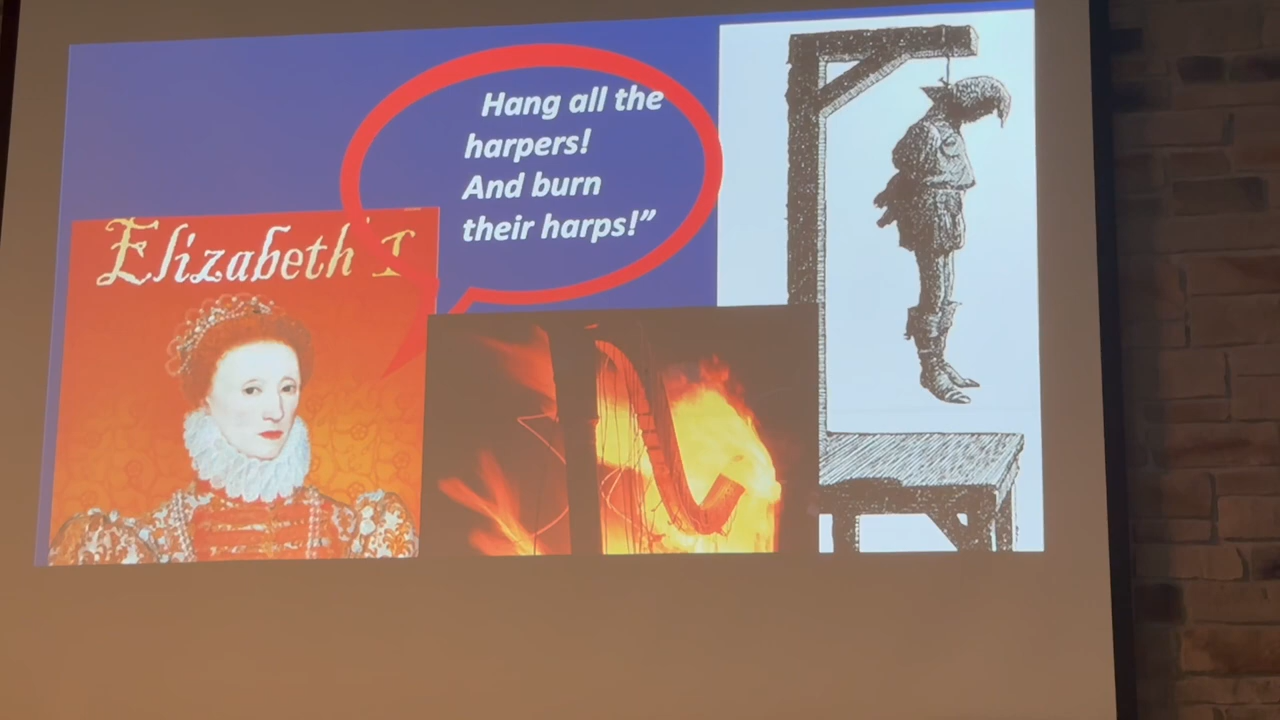 Hang all the
harpers!
And burn
their harps!”
Elizabeth I